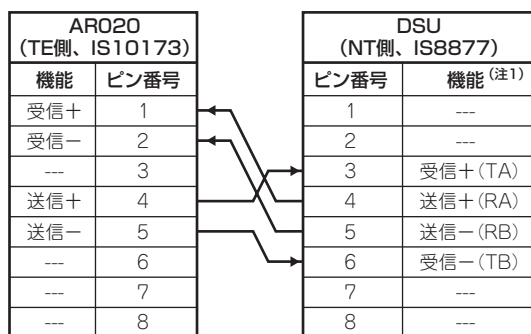 AR020 DSU
（TE側、IS10173） （NT側、IS8877）
機能 ピン番号 ピン番号 機能（注1）
受信＋ 1 1 ---
受信－ 2 2 ---
--- 3 3 受信＋（TA）
送信＋ 4 4 送信＋（RA）
送信－ 5 5 送信－（RB）
--- 6 6 受信－（TB）
--- 7 7 ---
--- 8 8 ---